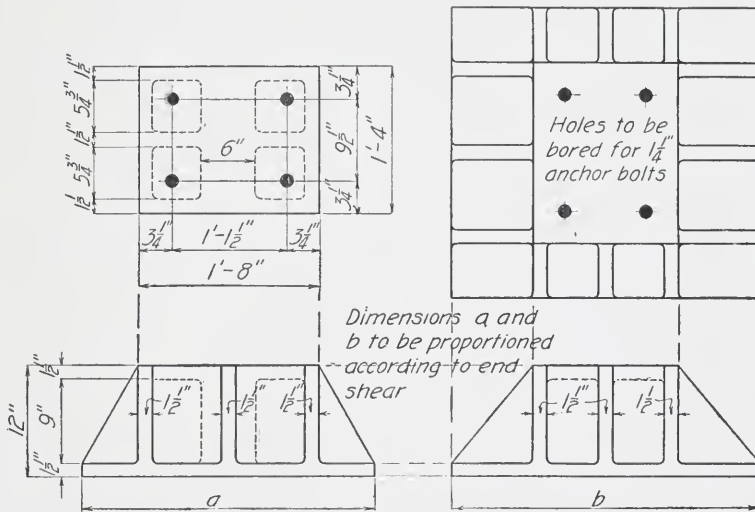 1½"
5¾"
1½"
5¾"
1½"
6"
3¼"
9½"
3¼"
1'-4"
3¼"
1'-1½"
3¼"
1'-8"
Holes to be
bored for 1¼"
anchor bolts
Dimensions a and
b to be proportioned
according to end
shear
12"
1½"
9"
1½"
1½"
1½"
1½"
1½"
1½"
a
b